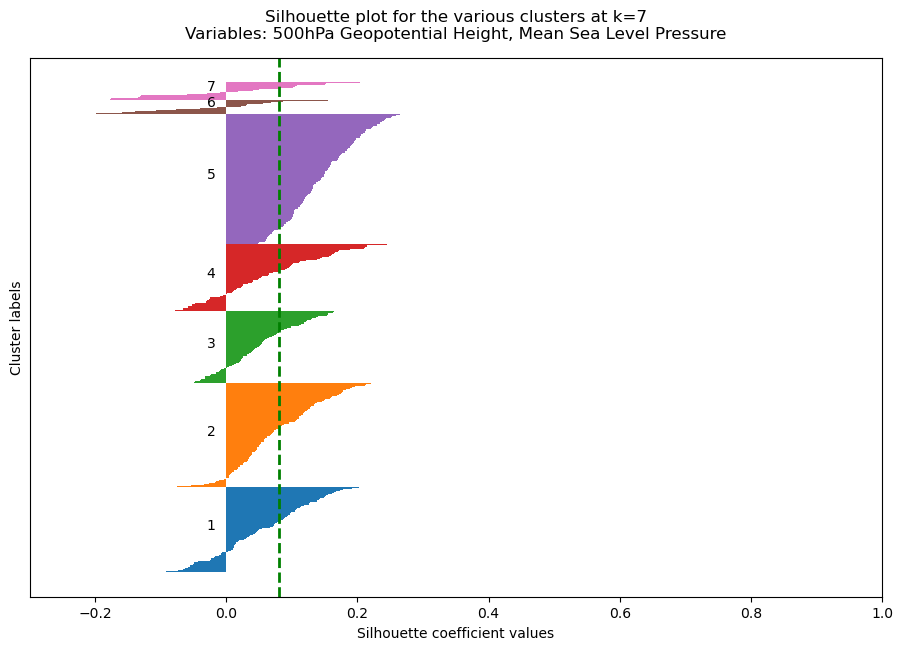 Silhouette plot for the various clusters at k=7
Variables: 500hPa Geopotential Height, Mean Sea Level Pressure
7
6
5
4
3
2
1
Cluster labels
−0.2 0.0 0.2 0.4 0.6 0.8 1.0
Silhouette coefficient values